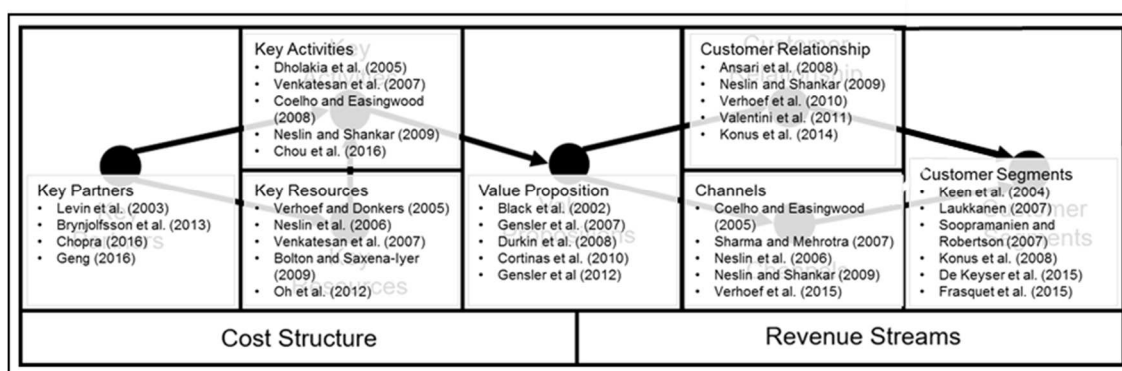 Key Partners
• Levin et al. (2003)
• Brynjolfsson et al. (2013)
• Chopra (2016)
• Geng (2016)
Key Activities
• Dholakia et al. (2005)
• Venkatesan et al. (2007)
• Coelho and Easingwood
(2008)
• Neslin and Shankar (2009)
• Chou et al. (2016)
Key Resources
• Verhoef and Donkers (2005)
• Neslin et al. (2006)
• Venkatesan et al. (2007)
• Bolton and Saxena-Iyer
(2009)
• Oh et al. (2012)
Value Proposition
• Black et al. (2002)
• Gensler et al. (2007)
• Durkin et al. (2008)
• Cortinas et al. (2010)
• Gensler et al (2012)
Customer Relationship
• Ansari et al. (2008)
• Neslin and Shankar (2009)
• Verhoef et al. (2010)
• Valentini et al. (2011)
• Konus et al. (2014)
Channels
• Coelho and Easingwood
(2005)
• Sharma and Mehrotra (2007)
• Neslin et al. (2006)
• Neslin and Shankar (2009)
• Verhoef et al. (2015)
Customer Segments
• Keen et al. (2004)
• Laukkann (2007)
• Soopramanien and
Robertson (2007)
• Konus et al. (2008)
• De Keyser et al. (2015)
• Frasquet et al. (2015)
Cost Structure
Revenue Streams